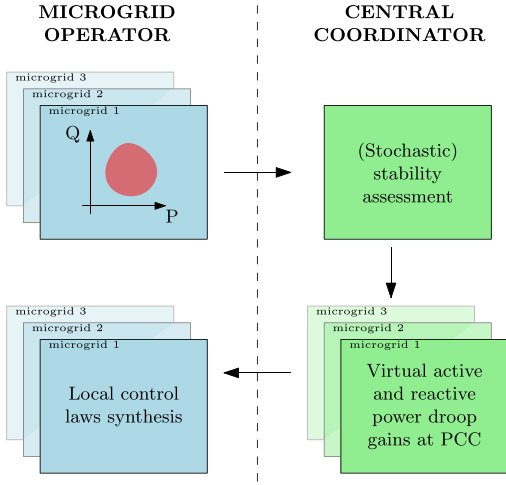 MICROGRID
OPERATOR
CENTRAL
COORDINATOR
microgrid 3
microgrid 2
microgrid 1
Q
P
(Stochastic)
stability
assessment
microgrid 3
microgrid 2
microgrid 1
Local control
laws synthesis
microgrid 3
microgrid 2
microgrid 1
Virtual active
and reactive
power droop
gains at PCC